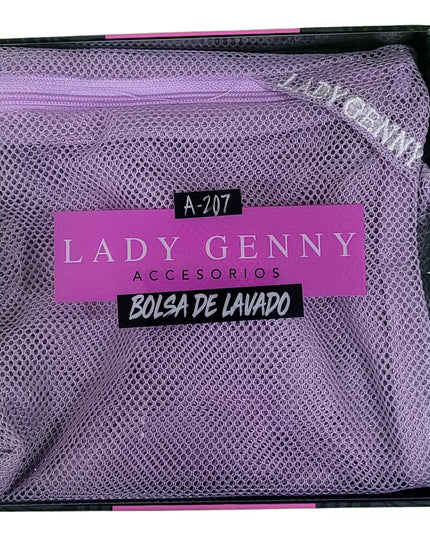 LADY GENNY
A-207
LADY GENNY
ACCESORIOS
BOLSA DE LAVADO